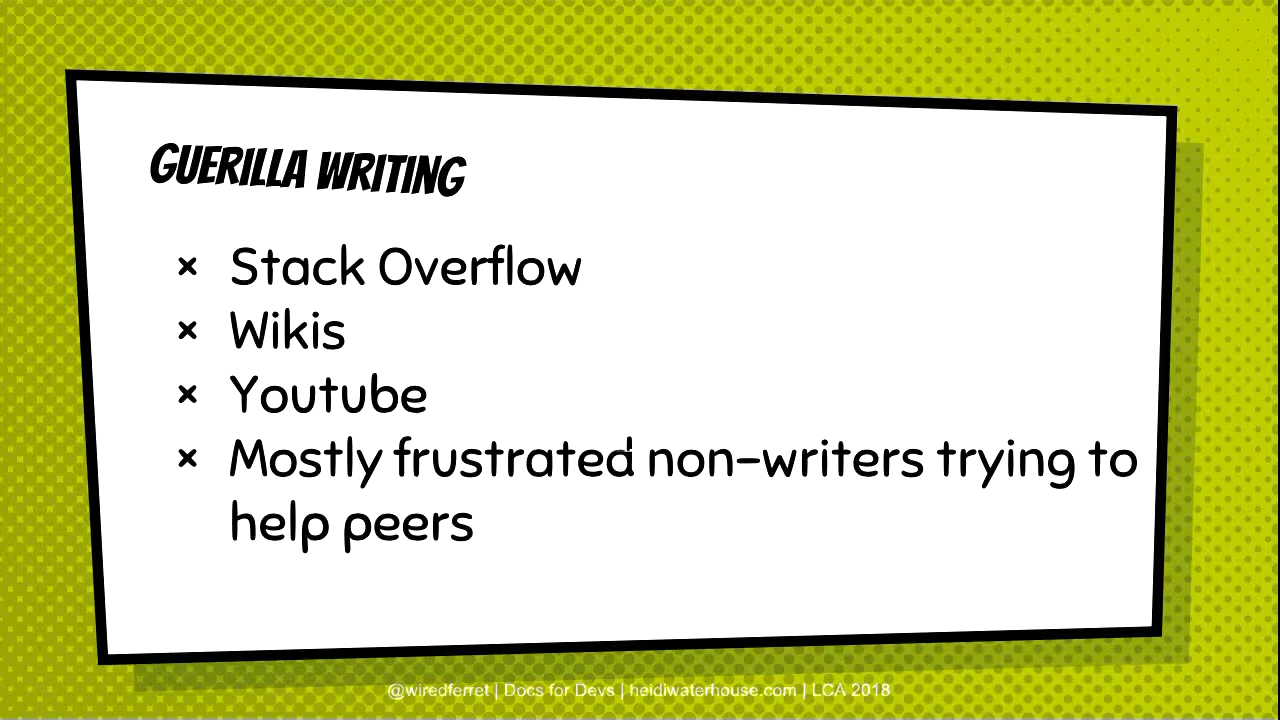 GUERILLA WRITING
× Stack Overflow
× Wikis
× Youtube
× Mostly frustrated non-writers trying to
help peers
@wiredferret | Docs for Devs | heidiwaterhouse.com | LCA 2018